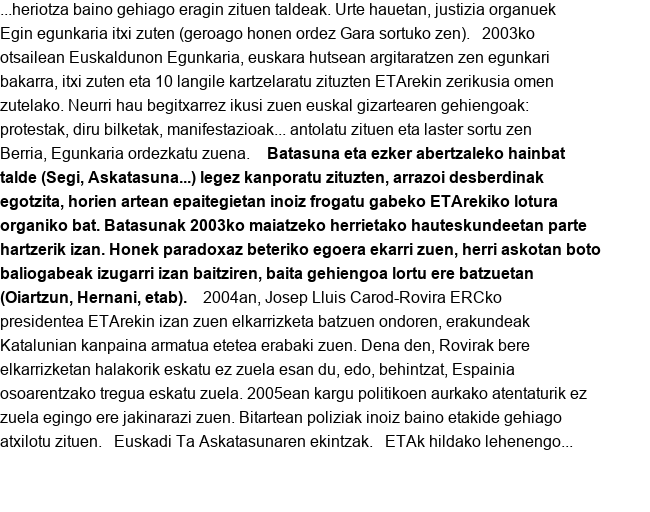 ...heriotza baino gehiago eragin zituen taldeak. Urte hauetan, justizia organuek
Egin egunkaria itxi zuten (geroago honen ordez Gara sortuko zen).   2003ko
otsailean Euskaldunon Egunkaria, euskara hutsean argitaratzen zen egunkari
bakarra, itxi zuten eta 10 langile kartzelaratu zituzten ETArekin zerikusia omen
zutelako. Neurri hau begitxarrez ikusi zuen euskal gizartearen gehiengoak:
protestak, diru bilketak, manifestazioak... antolatu zituen eta laster sortu zen
Berria, Egunkaria ordezkatu zuena.    Batasuna eta ezker abertzaleko hainbat
talde (Segi, Askatasuna...) legez kanporatu zituzten, arrazoi desberdinak
egotzita, horien artean epaitegietan inoiz frogatu gabeko ETArekiko lotura
organiko bat. Batasunak 2003ko maiatzeko herrietako hauteskundeetan parte
hartzerik izan. Honek paradoxaz beteriko egoera ekarri zuen, herri askotan boto
baliogabeak izugarri izan baitziren, baita gehiengoa lortu ere batzuetan
(Oiartzun, Hernani, etab).    2004an, Josep Lluis Carod-Rovira ERCko
presidentea ETArekin izan zuen elkarrizketa batzuen ondoren, erakundeak
Katalunian kanpaina armatua etetea erabaki zuen. Dena den, Rovirak bere
elkarrizketan halakorik eskatu ez zuela esan du, edo, behintzat, Espainia
osoarentzako tregua eskatu zuela. 2005ean kargu politikoen aurkako atentaturik ez
zuela egingo ere jakinarazi zuen. Bitartean poliziak inoiz baino etakide gehiago
atxilotu zituen.   Euskadi Ta Askatasunaren ekintzak.   ETAk hildako lehenengo...